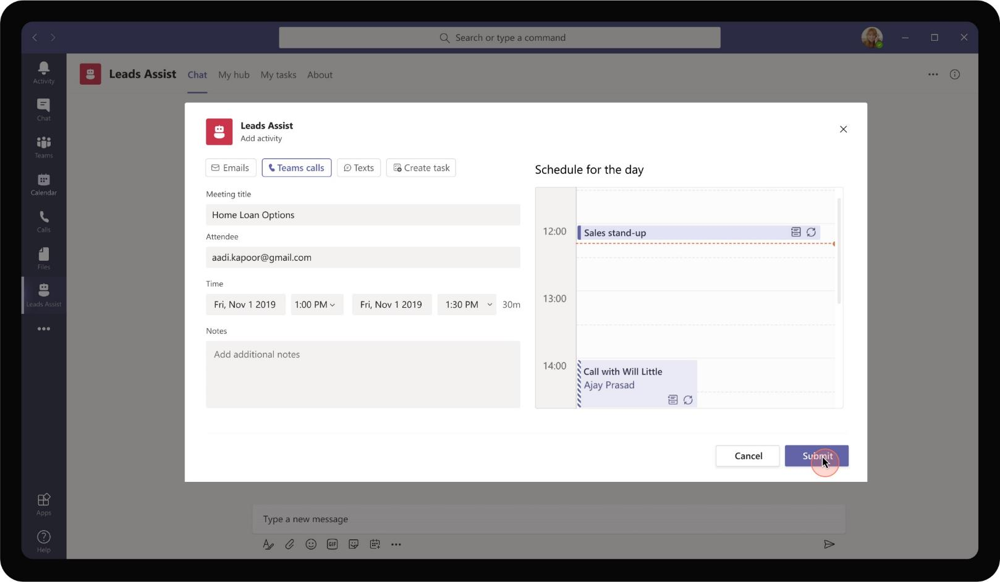 Search or type a command
Activity
Chat
Teams
Calendar
Calls
Files
Leads Assist
Apps
Help
Leads Assist
Chat
My hub
My tasks
About
Leads Assist
Add activity
Emails
Teams calls
Texts
Create task
Meeting title
Home Loan Options
Attendee
aadi.kapoor@gmail.com
Time
Fri, Nov 1 2019
1:00 PM
Fri, Nov 1 2019
1:30 PM
30m
Notes
Add additional notes
Schedule for the day
12:00
Sales stand-up
13:00
14:00
Call with Will Little
Ajay Prasad
Cancel
Submit
Type a new message
GIF